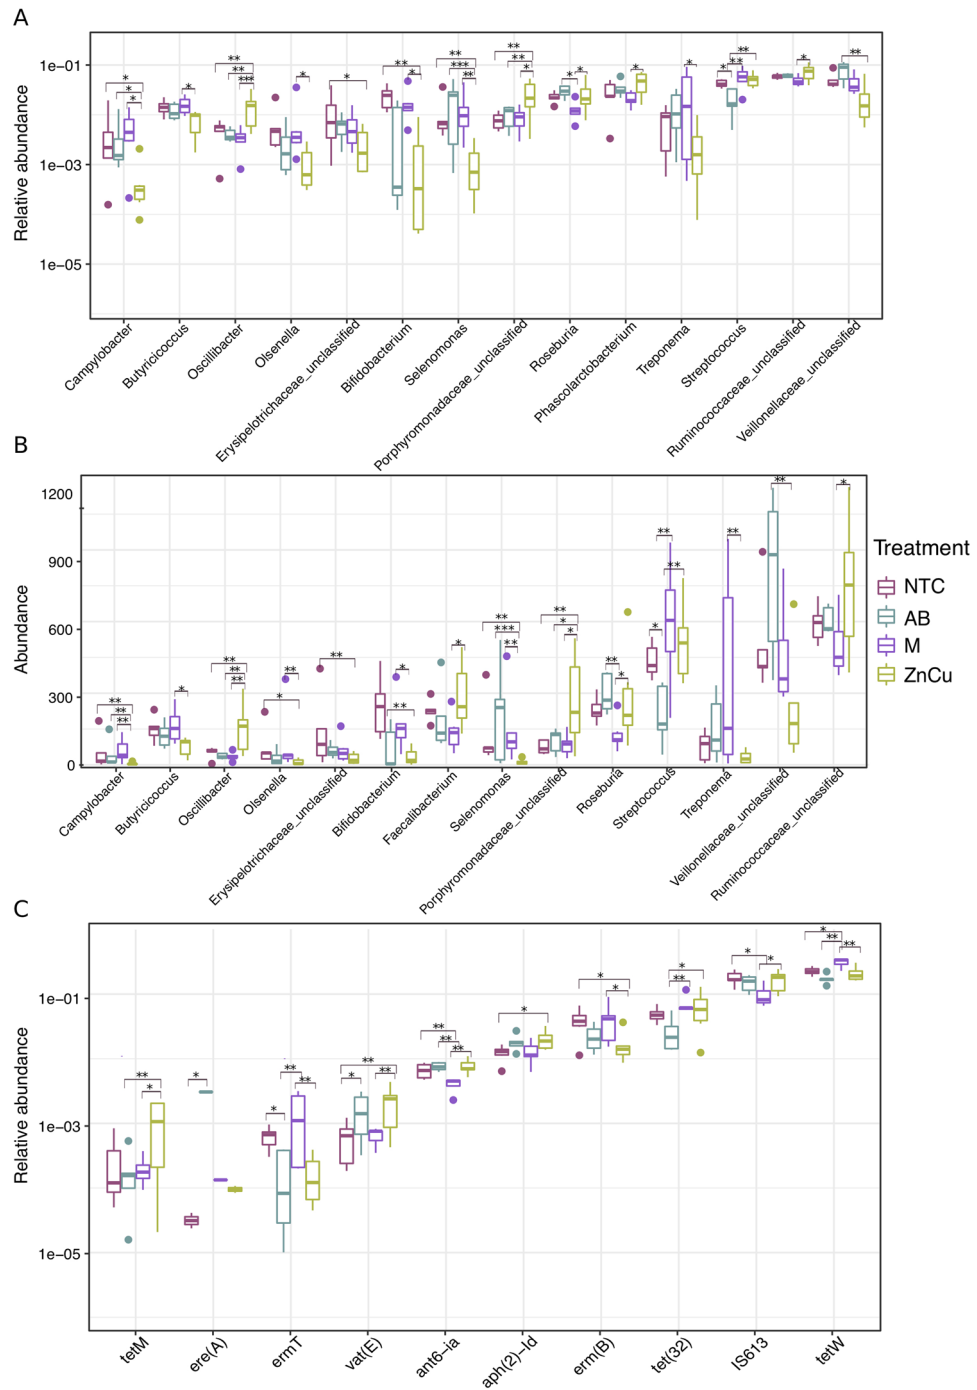 A
Relative abundance
1e−01
1e−03
1e−05
Campylobacter
Butyricicoccus
Oscillibacter
Olsenella
Erysipelotrichaceae_unclassified
Bifidobacterium
Selenomonas
Porphyromonadaceae_unclassified
Roseburia
Phascolarctobacterium
Treponema
Streptococcus
Ruminococcaceae_unclassified
Veillonellaceae_unclassified
B
Abundance
1200
900
600
300
0
Campylobacter
Butyricicoccus
Oscillibacter
Olsenella
Erysipelotrichaceae_unclassified
Bifidobacterium
Faecalibacterium
Selenomonas
Porphyromonadaceae_unclassified
Roseburia
Streptococcus
Treponema
Veillonellaceae_unclassified
Ruminococcaceae_unclassified
Treatment
NTC
AB
M
ZnCu
C
Relative abundance
1e−01
1e−03
1e−05
tetM
ere(A)
ermT
vat(E)
ant6−ia
aph(2)−Id
erm(B)
tet(32)
IS613
tetW